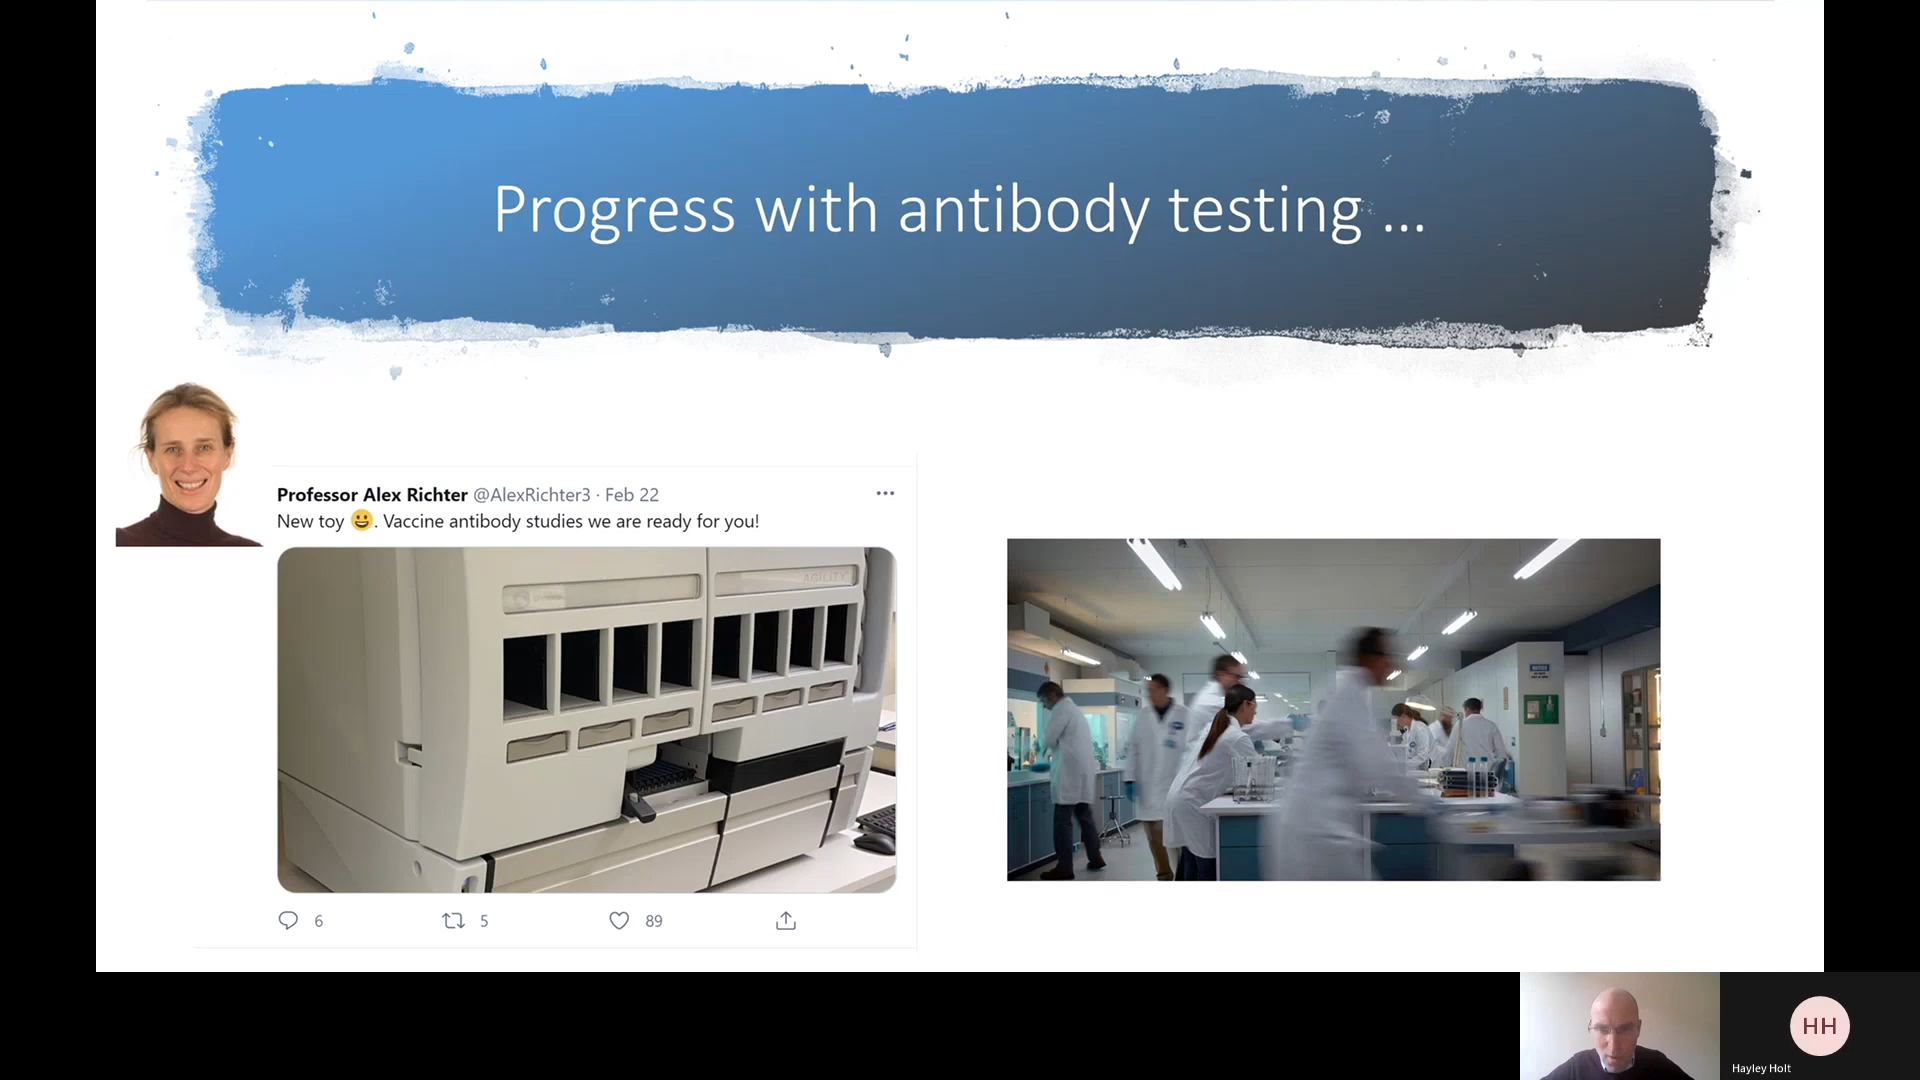 Progress with antibody testing ...
Professor Alex Richter @AlexRichter3 · Feb 22
New toy 😀. Vaccine antibody studies we are ready for you!
AGILITY
6
5
89
HH
Hayley Holt